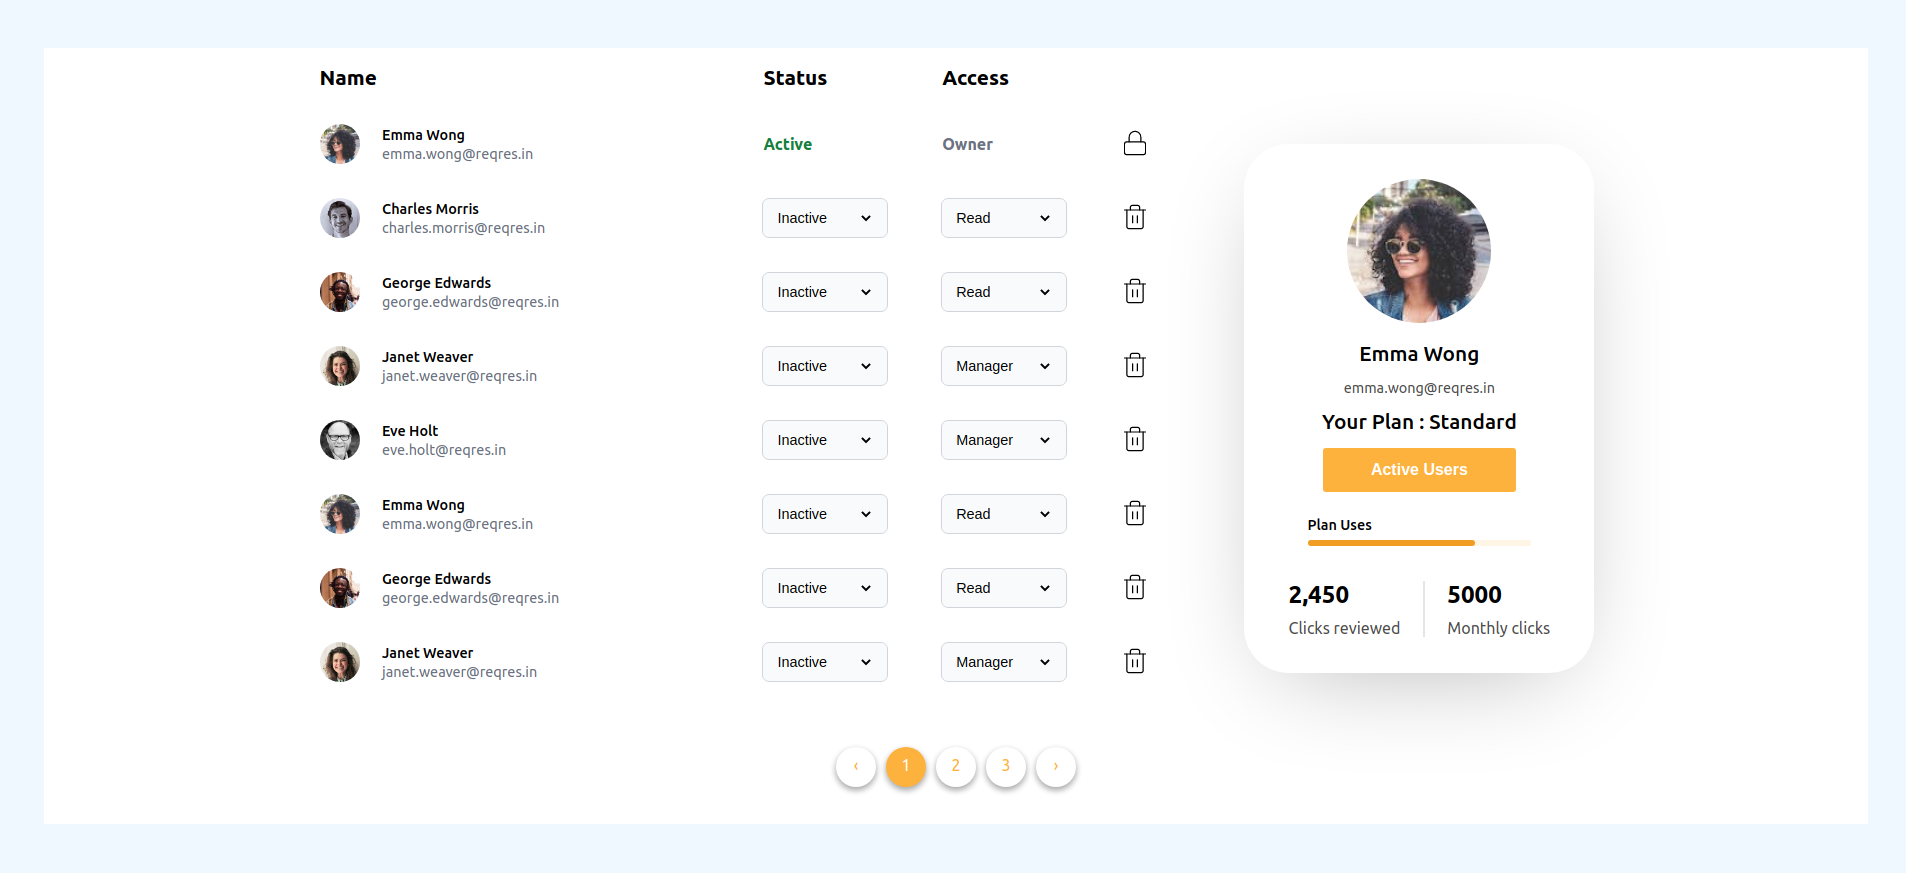 Name Status Access
Emma Wong
emma.wong@reqres.in
Active Owner
Charles Morris
charles.morris@reqres.in
Inactive Read
George Edwards
george.edwards@reqres.in
Inactive Read
Janet Weaver
janet.weaver@reqres.in
Inactive Manager
Eve Holt
eve.holt@reqres.in
Inactive Manager
Emma Wong
emma.wong@reqres.in
Inactive Read
George Edwards
george.edwards@reqres.in
Inactive Read
Janet Weaver
janet.weaver@reqres.in
Inactive Manager
‹ 1 2 3 ›
Emma Wong
emma.wong@reqres.in
Your Plan : Standard
Active Users
Plan Uses
2,450 5000
Clicks reviewed Monthly clicks